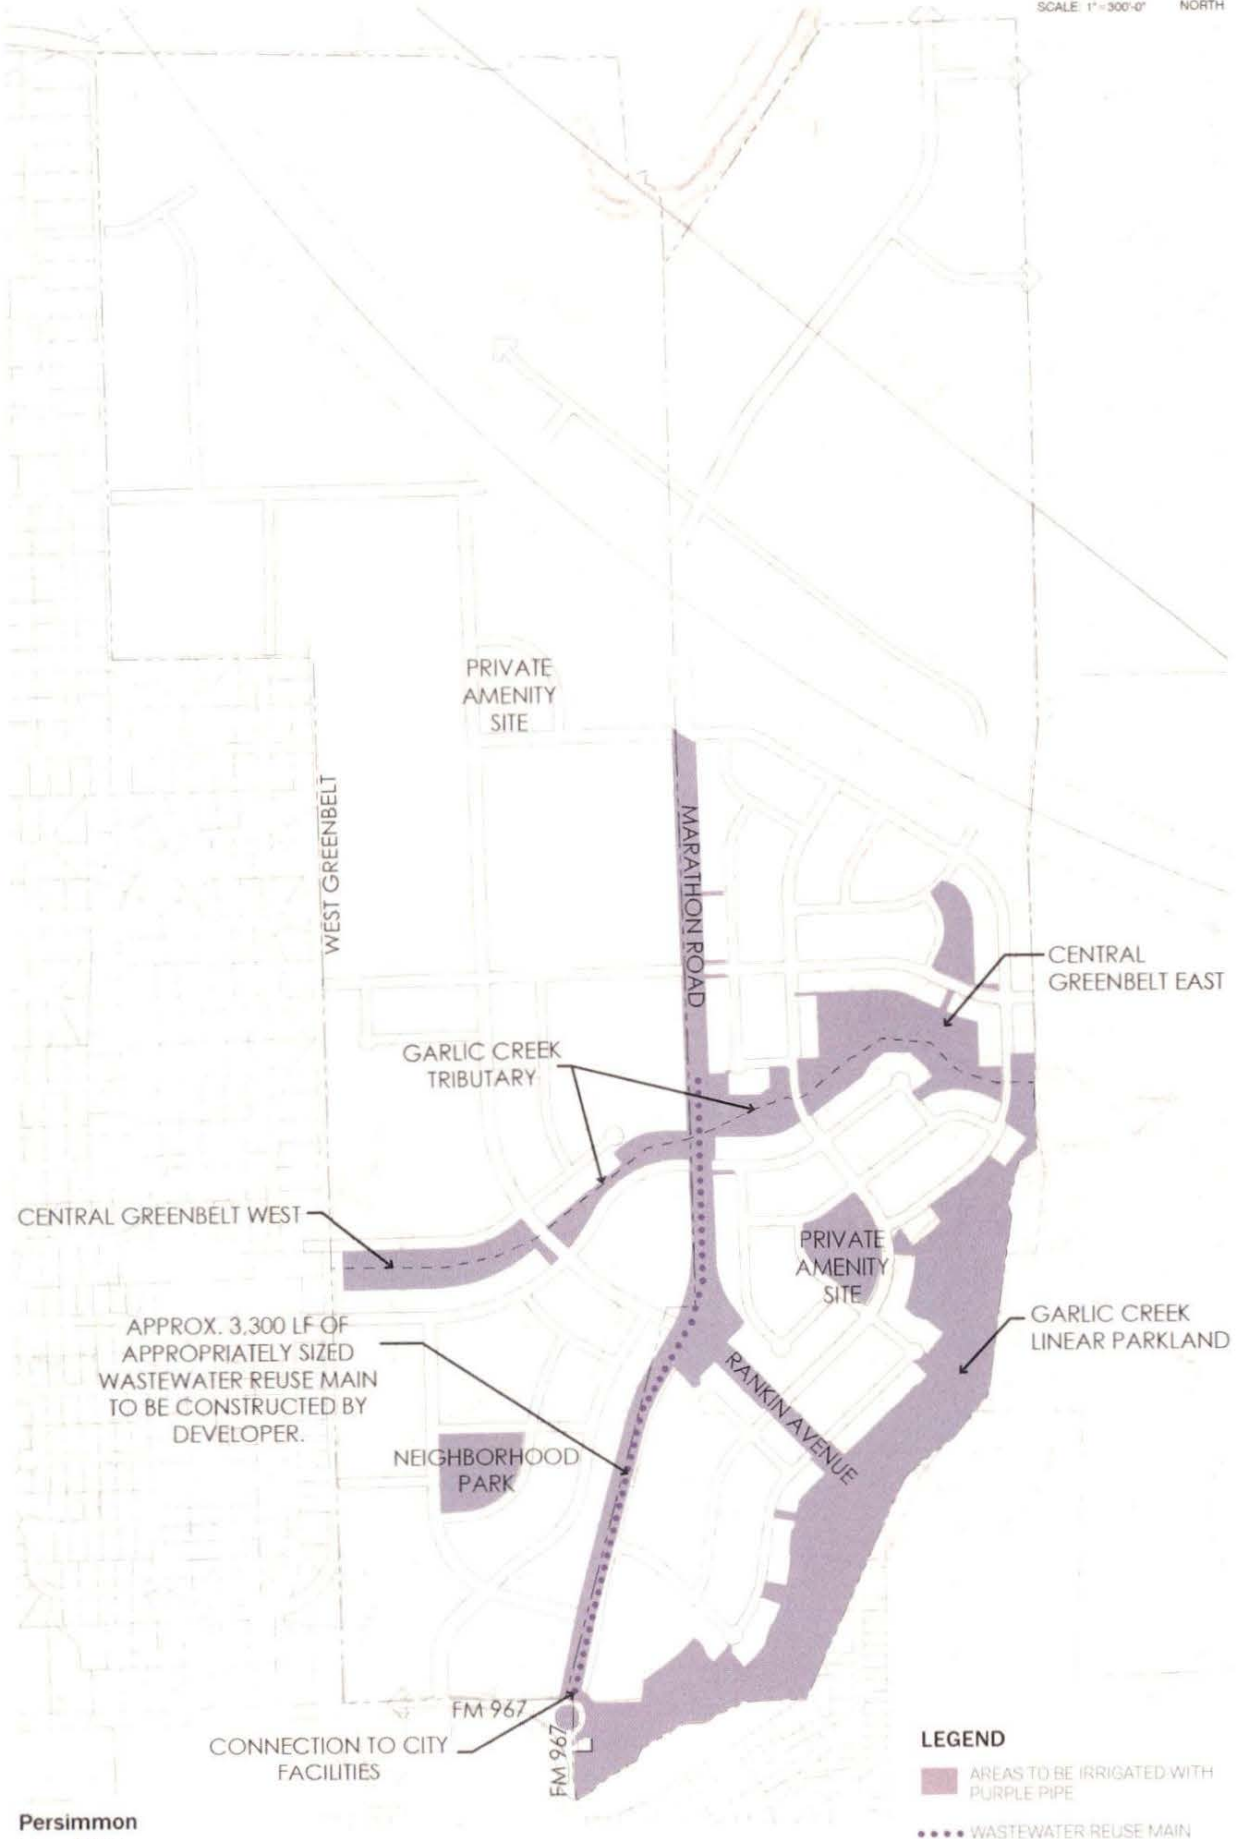 SCALE: 1"=300'-0" NORTH
PRIVATE
AMENITY
SITE
WEST GREENBELT
MARATHON ROAD
CENTRAL
GREENBELT EAST
GARLIC CREEK
TRIBUTARY
CENTRAL GREENBELT WEST
PRIVATE
AMENITY
SITE
GARLIC CREEK
LINEAR PARKLAND
APPROX. 3,300 LF OF
APPROPRIATELY SIZED
WASTEWATER REUSE MAIN
TO BE CONSTRUCTED BY
DEVELOPER.
RANKIN AVENUE
NEIGHBORHOOD
PARK
FM 967
FM 967
CONNECTION TO CITY
FACILITIES
LEGEND
AREAS TO BE IRRIGATED WITH
PURPLE PIPE
WASTEWATER REUSE MAIN
Persimmon